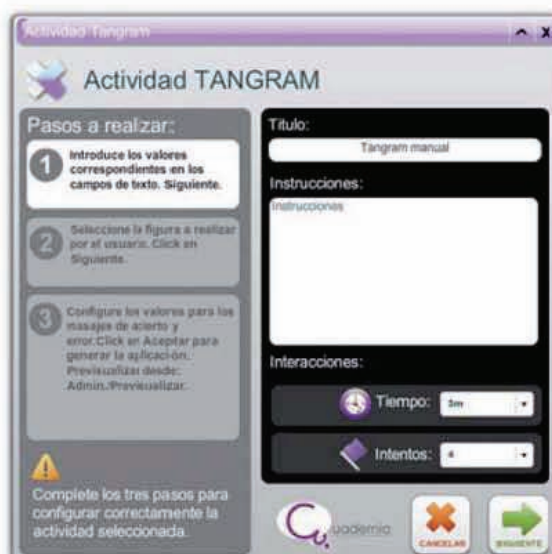 Actividad Tangram
X
Actividad TANGRAM
Pasos a realizar:
1
Introduce los valores
correspondientes en los
campos de texto. Siguiente.
2
Seleccione la figura a realizar
por el usuario. Click en
Siguiente.
3
Configure los valores para los
masajes de acierto y
error.Click en Aceptar para
generar la aplicación.
Previsualizar desde:
Admin./Previsualizar.
Complete los tres pasos para
configurar correctamente la
actividad seleccionada.
Titulo:
Tangram manual
Instrucciones:
Instrucciones
Interacciones:
Tiempo:
3m
Intentos:
4
Cuadernia
CANCELAR
SIGUIENTE